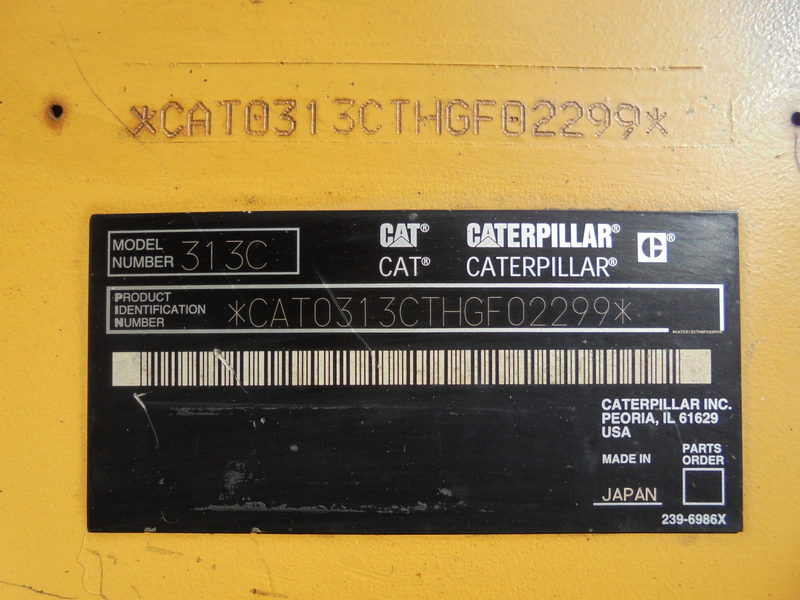 *CAT0313CTHGF02299*
MODEL NUMBER 313C
CAT® CATERPILLAR® C®
CAT® CATERPILLAR®
PRODUCT IDENTIFICATION NUMBER *CAT0313CTHGF02299*
*CAT0313CTHGF02299*
CATERPILLAR INC.
PEORIA, IL 61629
USA
MADE IN JAPAN
PARTS ORDER
239-6986X